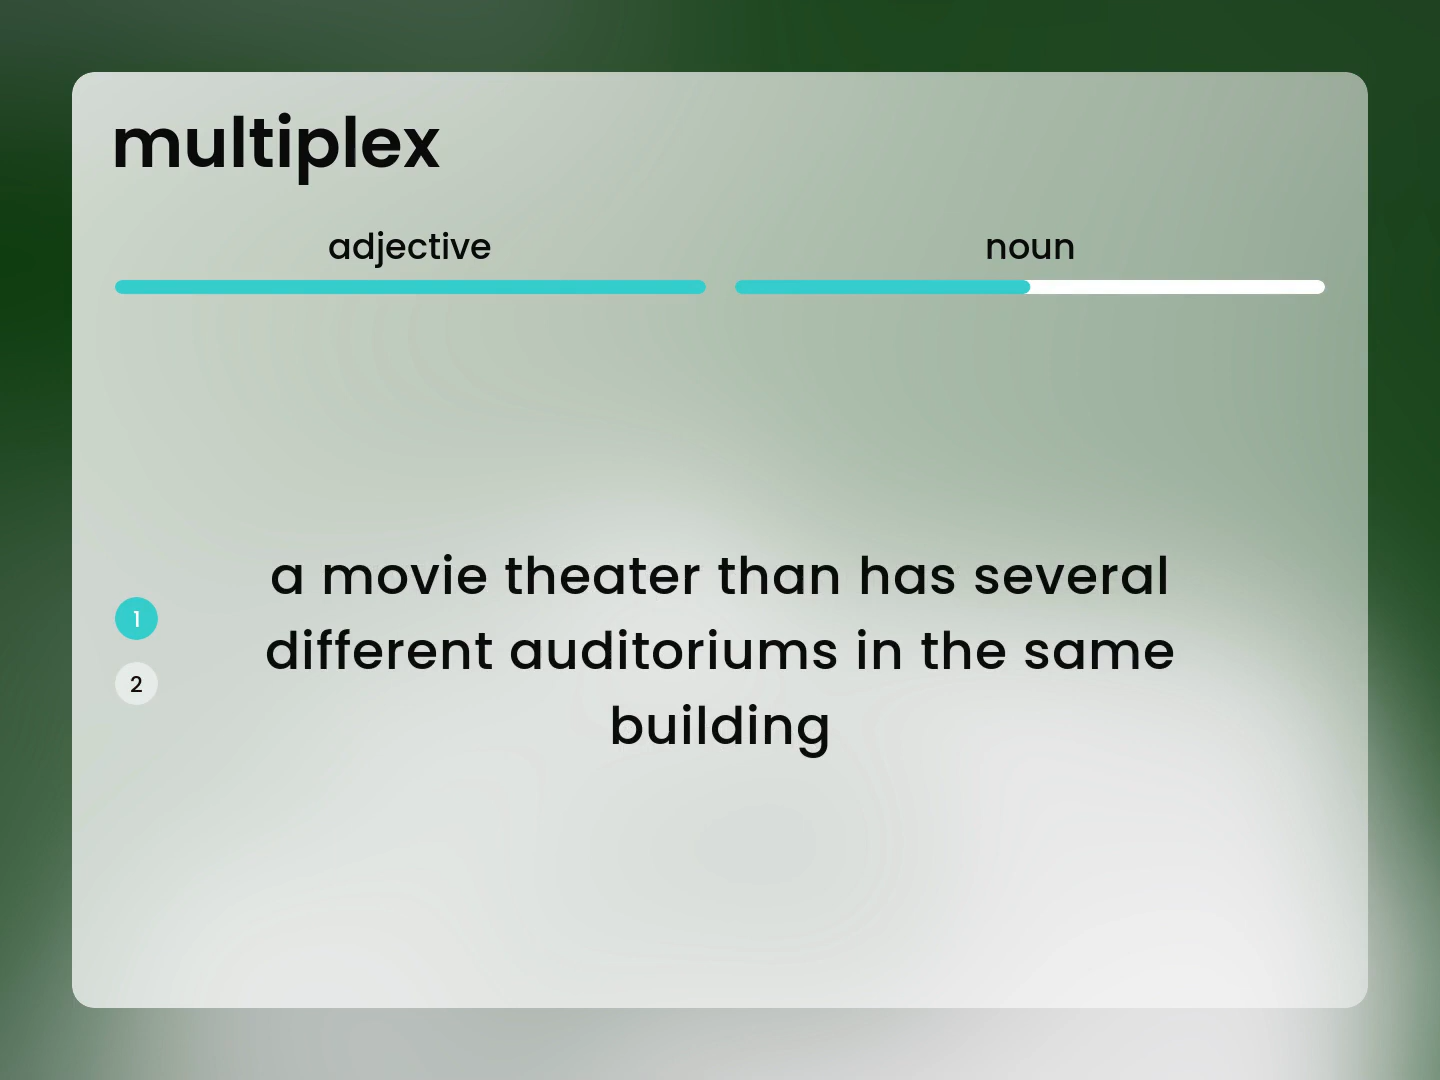 multiplex
adjective
noun
a movie theater than has several
different auditoriums in the same
building
1
2